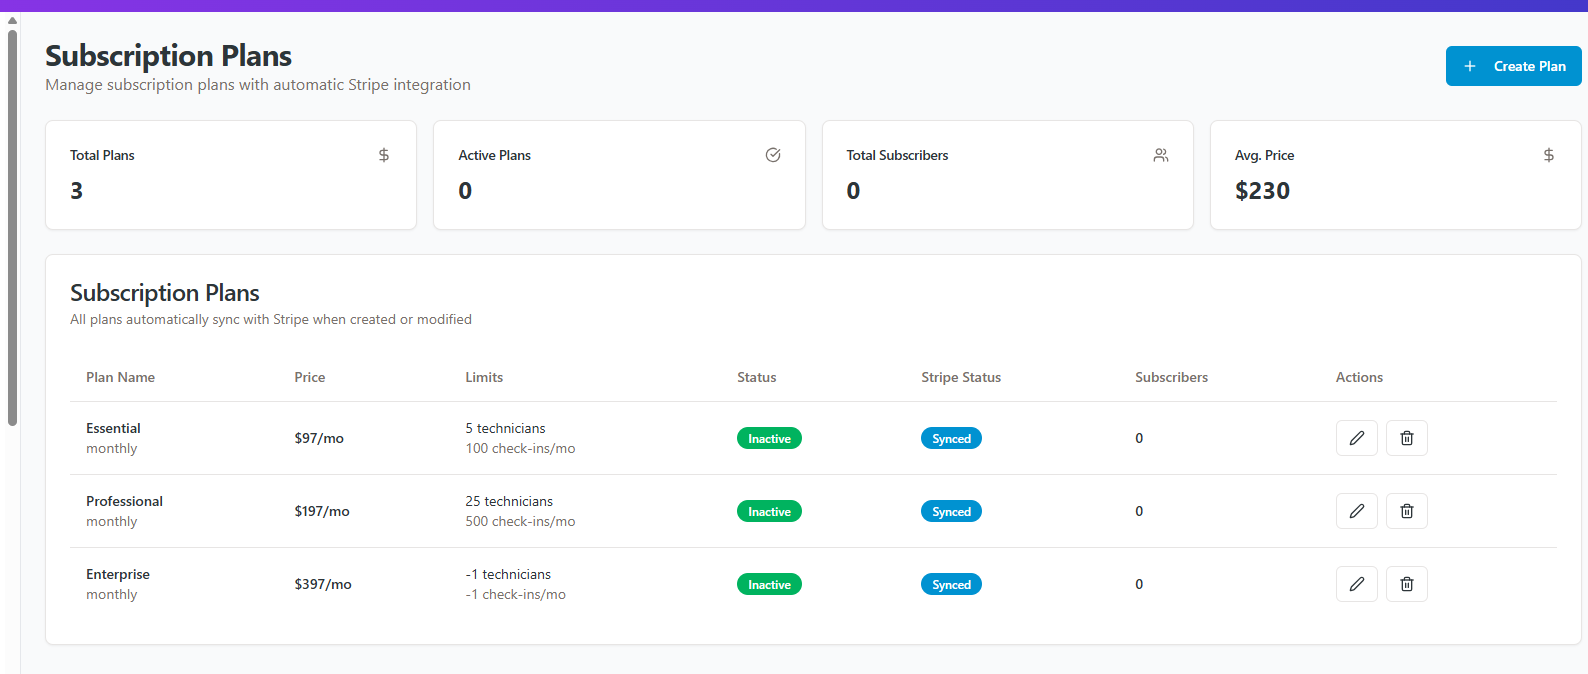 Subscription Plans
Manage subscription plans with automatic Stripe integration
Create Plan
Total Plans
3
Active Plans
0
Total Subscribers
0
Avg. Price
$230
Subscription Plans
All plans automatically sync with Stripe when created or modified
Plan Name Price Limits Status Stripe Status Subscribers Actions
Essential
monthly
$97/mo
5 technicians
100 check-ins/mo
Inactive
Synced
0
Professional
monthly
$197/mo
25 technicians
500 check-ins/mo
Inactive
Synced
0
Enterprise
monthly
$397/mo
-1 technicians
-1 check-ins/mo
Inactive
Synced
0